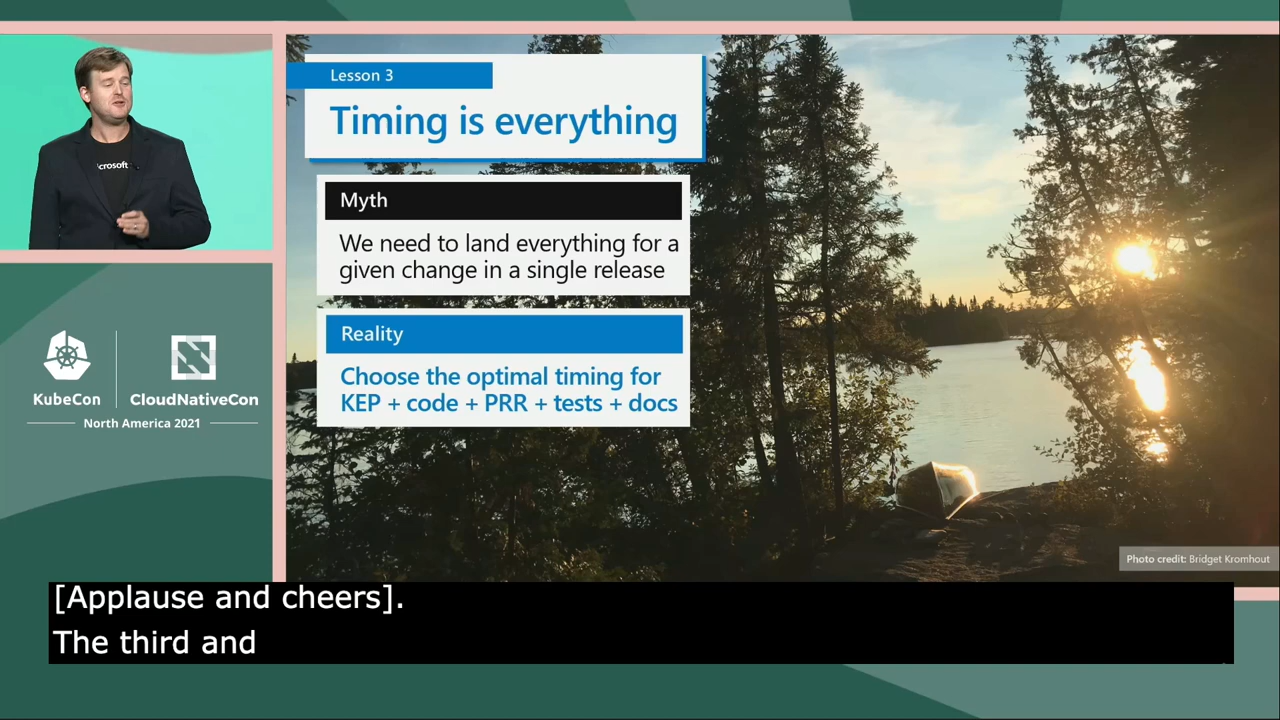 Lesson 3
Timing is everything
Myth
We need to land everything for a
given change in a single release
Reality
Choose the optimal timing for
KEP + code + PRR + tests + docs
crosoft
KubeCon
CloudNativeCon
North America 2021
Photo credit: Bridget Kromhout
[Applause and cheers].
The third and